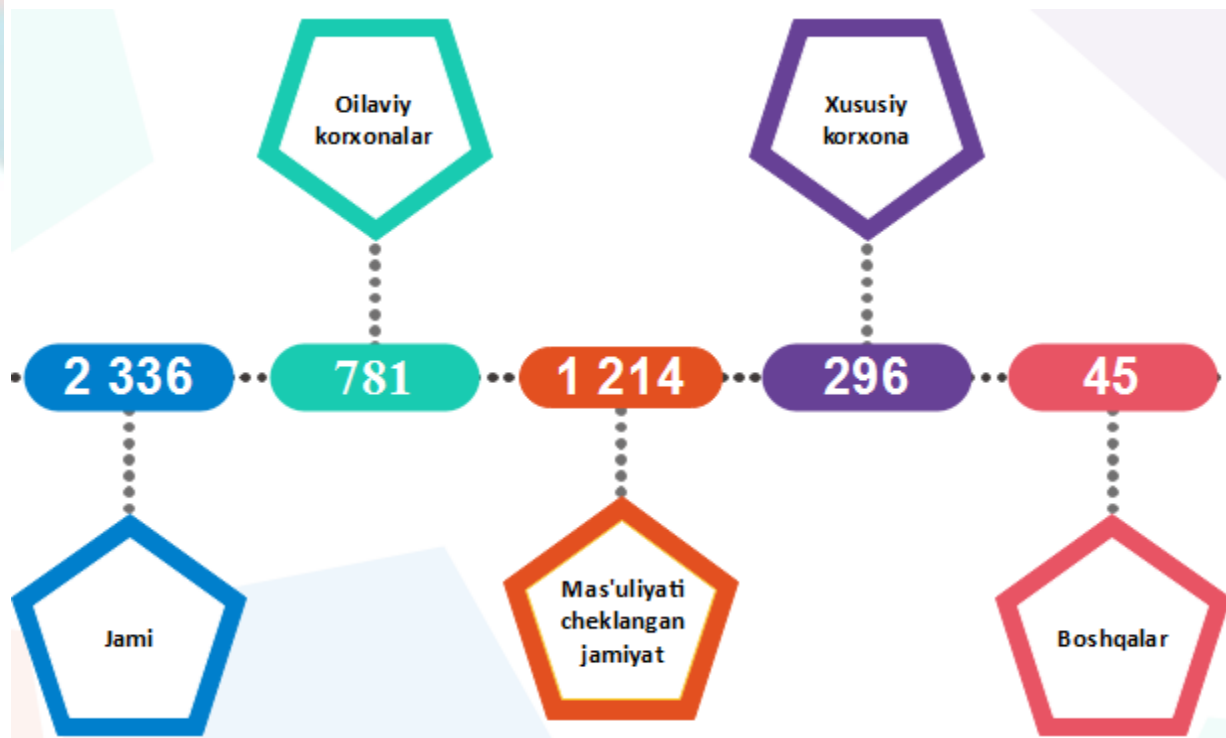 Oilaviy
korxonalar
Xususiy
korxona
2 336
781
1 214
296
45
Jami
Mas'uliyati
cheklangan
jamiyat
Boshqalar